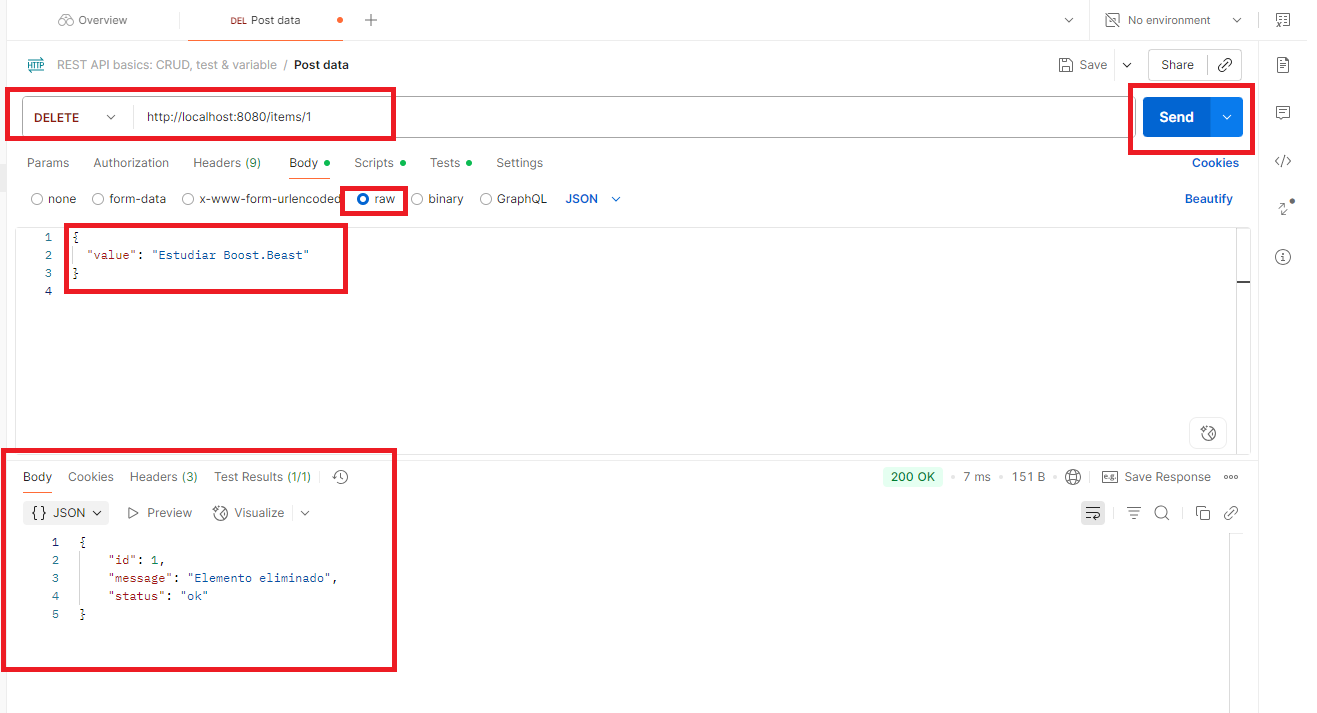 Overview DEL Post data No environment
REST API basics: CRUD, test & variable / Post data Save Share
DELETE http://localhost:8080/items/1 Send
Params Authorization Headers (9) Body Scripts Tests Settings Cookies
none form-data x-www-form-urlencoded raw binary GraphQL JSON Beautify
1 {
2 "value": "Estudiar Boost.Beast"
3 }
4
Body Cookies Headers (3) Test Results (1/1) 200 OK 7 ms 151 B e.g. Save Response
{} JSON Preview Visualize
1 {
2 "id": 1,
3 "message": "Elemento eliminado",
4 "status": "ok"
5 }